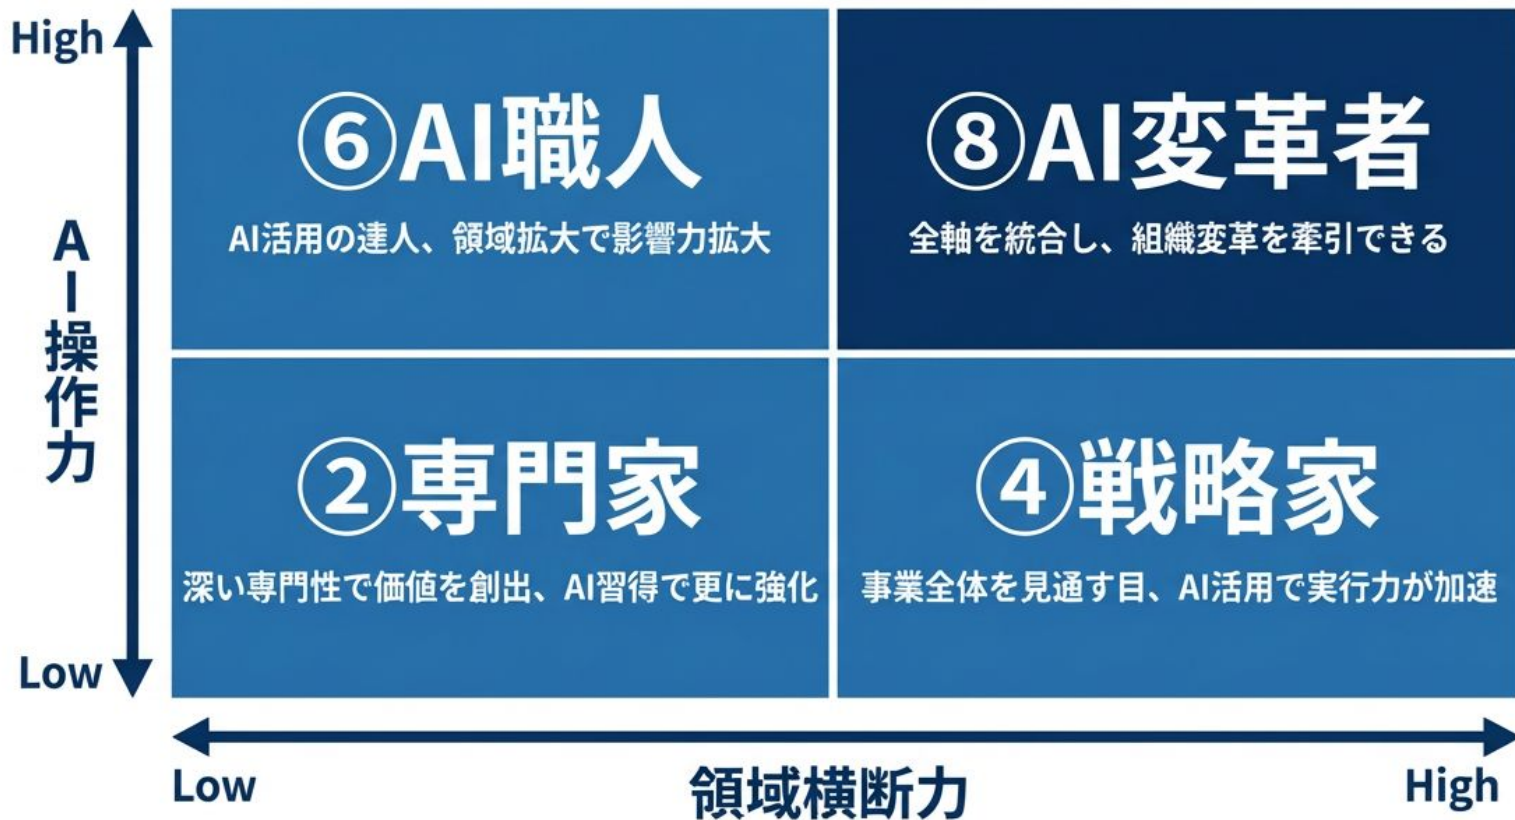 High
AI操作力
Low
⑥AI職人
AI活用の達人、領域拡大で影響力拡大
⑧AI変革者
全軸を統合し、組織変革を牽引できる
②専門家
深い専門性で価値を創出、AI習得で更に強化
④戦略家
事業全体を見通す目、AI活用で実行力が加速
Low
領域横断力
High